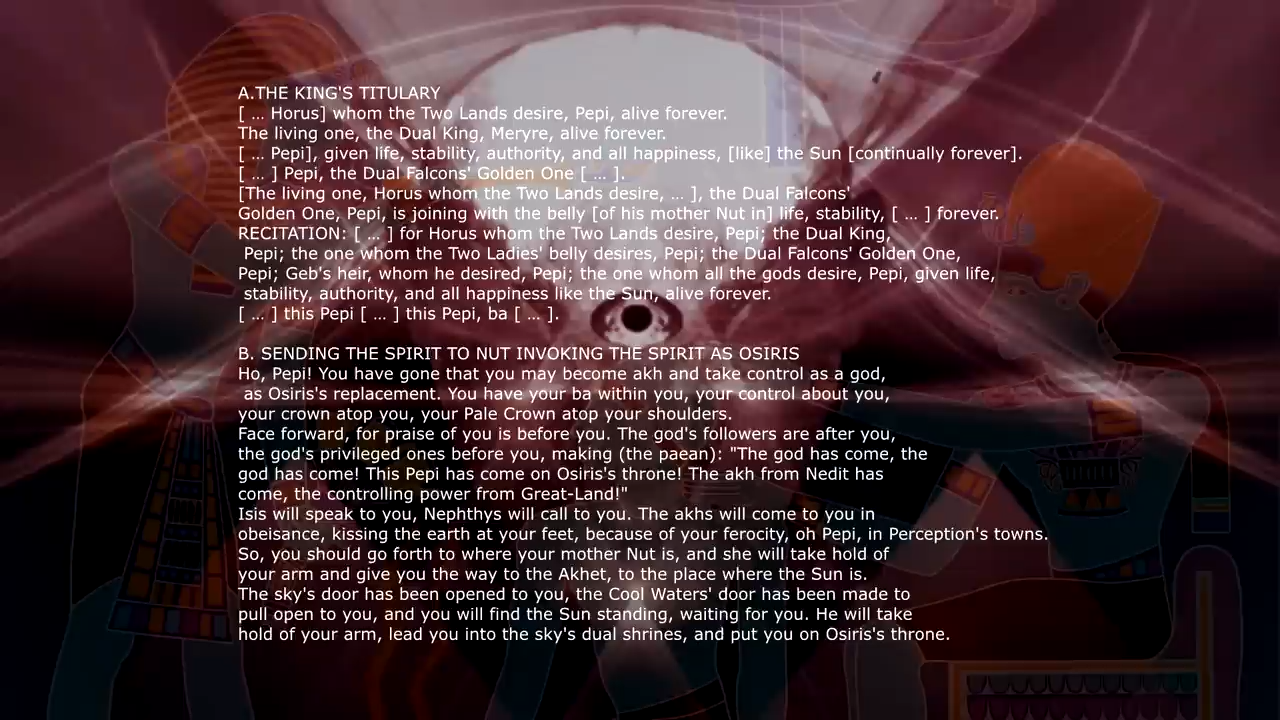 A.THE KING'S TITULARY
[ ... Horus] whom the Two Lands desire, Pepi, alive forever.
The living one, the Dual King, Meryre, alive forever.
[ ... Pepi], given life, stability, authority, and all happiness, [like] the Sun [continually forever].
[ ... ] Pepi, the Dual Falcons' Golden One [ ... ].
[The living one, Horus whom the Two Lands desire, ... ], the Dual Falcons'
Golden One, Pepi, is joining with the belly [of his mother Nut in] life, stability, [ ... ] forever.
RECITATION: [ ... ] for Horus whom the Two Lands desire, Pepi; the Dual King,
Pepi; the one whom the Two Ladies' belly desires, Pepi; the Dual Falcons' Golden One,
Pepi; Geb's heir, whom he desired, Pepi; the one whom all the gods desire, Pepi, given life,
stability, authority, and all happiness like the Sun, alive forever.
[ ... ] this Pepi [ ... ] this Pepi, ba [ ... ].
B. SENDING THE SPIRIT TO NUT INVOKING THE SPIRIT AS OSIRIS
Ho, Pepi! You have gone that you may become akh and take control as a god,
as Osiris's replacement. You have your ba within you, your control about you,
your crown atop you, your Pale Crown atop your shoulders.
Face forward, for praise of you is before you. The god's followers are after you,
the god's privileged ones before you, making (the paean): "The god has come, the
god has come! This Pepi has come on Osiris's throne! The akh from Nedit has
come, the controlling power from Great-Land!"
Isis will speak to you, Nephthys will call to you. The akhs will come to you in
obeisance, kissing the earth at your feet, because of your ferocity, oh Pepi, in Perception's towns.
So, you should go forth to where your mother Nut is, and she will take hold of
your arm and give you the way to the Akhet, to the place where the Sun is.
The sky's door has been opened to you, the Cool Waters' door has been made to
pull open to you, and you will find the Sun standing, waiting for you. He will take
hold of your arm, lead you into the sky's dual shrines, and put you on Osiris's throne.